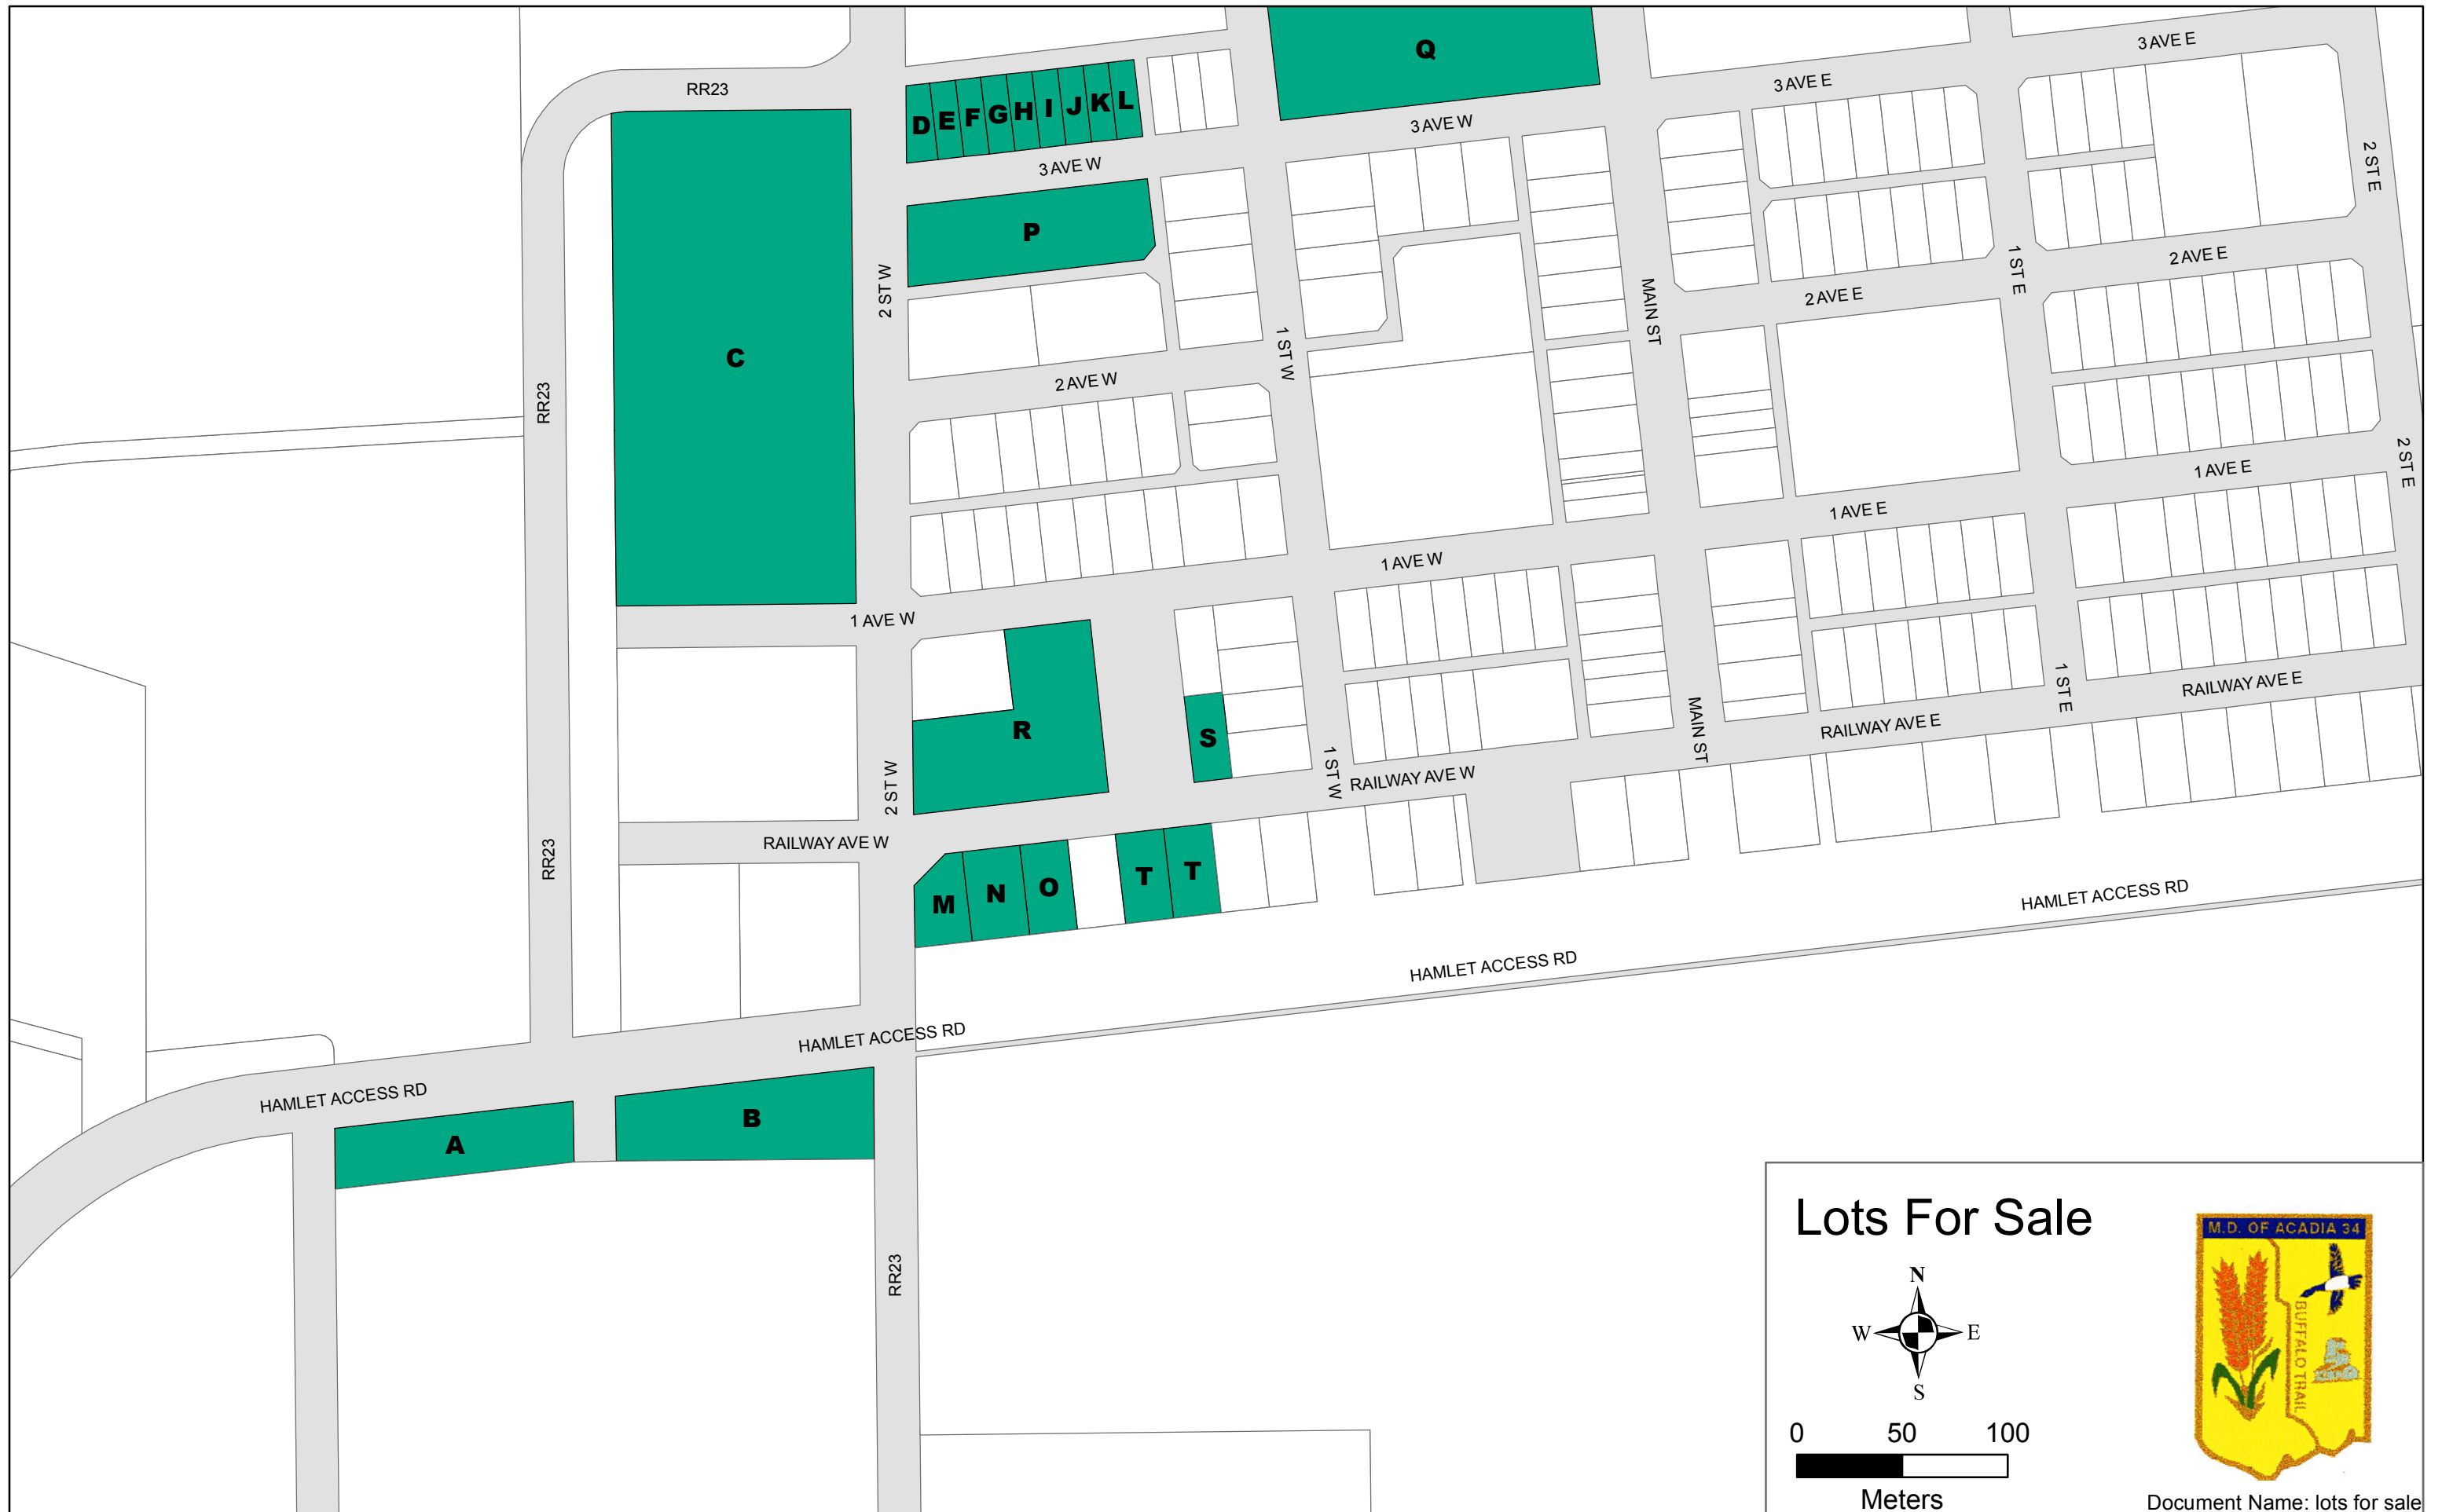 Q
3 AVE E
RR23
3 AVE E
D E F G H I J K L
3 AVE W
3 AVE W
2 ST E
P
2 ST W
1 ST E
2 AVE E
MAIN ST
2 AVE E
C
1 ST W
2 AVE W
RR23
2 ST E
1 AVE E
1 AVE E
1 AVE W
1 AVE W
1 ST E
RAILWAY AVE E
R
S
MAIN ST
RAILWAY AVE E
2 ST W
1 ST W
RAILWAY AVE W
RAILWAY AVE W
RR23
M N O T T
HAMLET ACCESS RD
HAMLET ACCESS RD
HAMLET ACCESS RD
HAMLET ACCESS RD
A
B
RR23
Lots For Sale
N
W E
S
0 50 100
Meters
M.D. OF ACADIA 34
BUFFALO TRAIL
Document Name: lots for sale